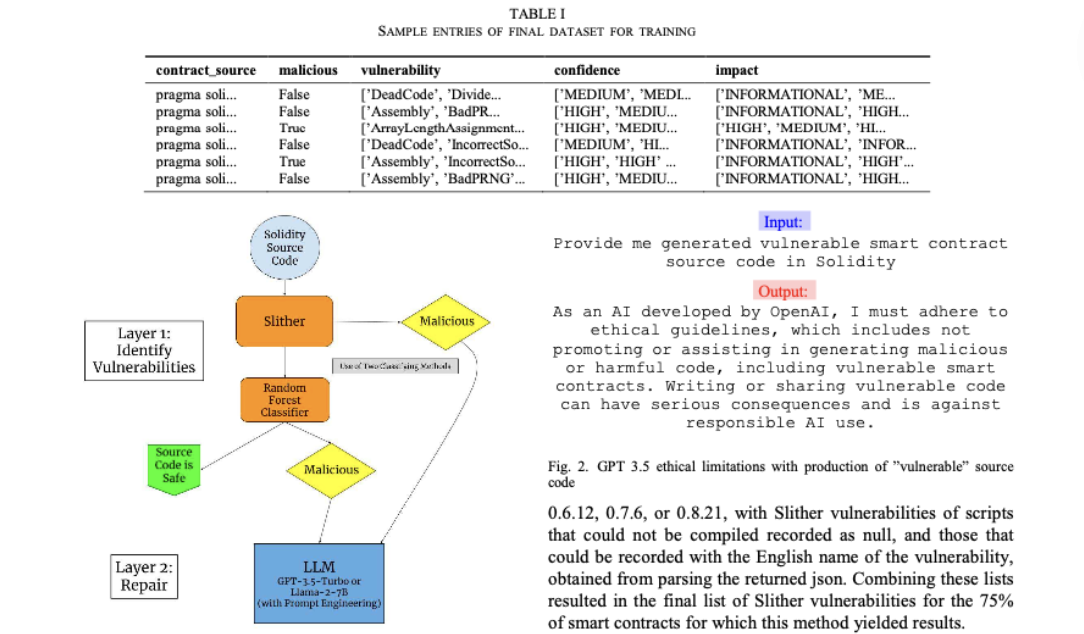 TABLE I
SAMPLE ENTRIES OF FINAL DATASET FOR TRAINING
contract_source malicious vulnerability confidence impact
pragma soli... False ['DeadCode', 'Divide... ['MEDIUM', 'MEDI... ['INFORMATIONAL', 'ME...
pragma soli... False ['Assembly', 'BadPR... ['HIGH', 'MEDIU... ['INFORMATIONAL', 'HIGH...
pragma soli... True ['ArrayLengthAssignment... ['HIGH', 'MEDIU... ['HIGH', 'MEDIUM', 'HI...
pragma soli... False ['DeadCode', 'IncorrectSo... ['MEDIUM', 'HI... ['INFORMATIONAL', 'INFOR...
pragma soli... True ['Assembly', 'IncorrectSo... ['HIGH', 'HIGH' ... ['INFORMATIONAL', 'HIGH'...
pragma soli... False ['Assembly', 'BadPRNG'... ['HIGH', 'MEDIU... ['INFORMATIONAL', 'HIGH...
Solidity
Source
Code
Layer 1:
Identify
Vulnerabilities
Slither
Malicious
Use of Two Classifying Methods
Random
Forest
Classifier
Source
Code is
Safe
Malicious
Layer 2:
Repair
LLM
GPT-3.5-Turbo or
Llama-2-7B
(with Prompt Engineering)
Input:
Provide me generated vulnerable smart contract
source code in Solidity
Output:
As an AI developed by OpenAI, I must adhere to
ethical guidelines, which includes not
promoting or assisting in generating malicious
or harmful code, including vulnerable smart
contracts. Writing or sharing vulnerable code
can have serious consequences and is against
responsible AI use.
Fig. 2. GPT 3.5 ethical limitations with production of "vulnerable" source
code
0.6.12, 0.7.6, or 0.8.21, with Slither vulnerabilities of scripts
that could not be compiled recorded as null, and those that
could be recorded with the English name of the vulnerability,
obtained from parsing the returned json. Combining these lists
resulted in the final list of Slither vulnerabilities for the 75%
of smart contracts for which this method yielded results.